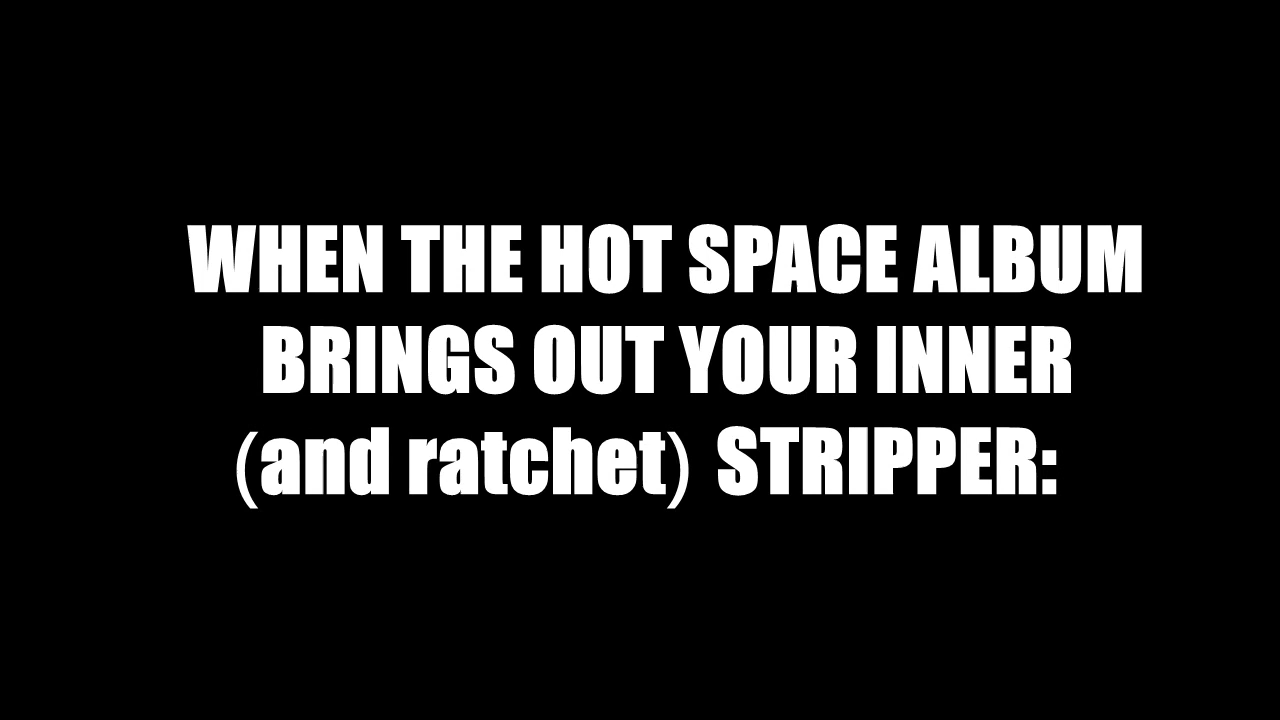 WHEN THE HOT SPACE ALBUM
BRINGS OUT YOUR INNER
(and ratchet) STRIPPER: